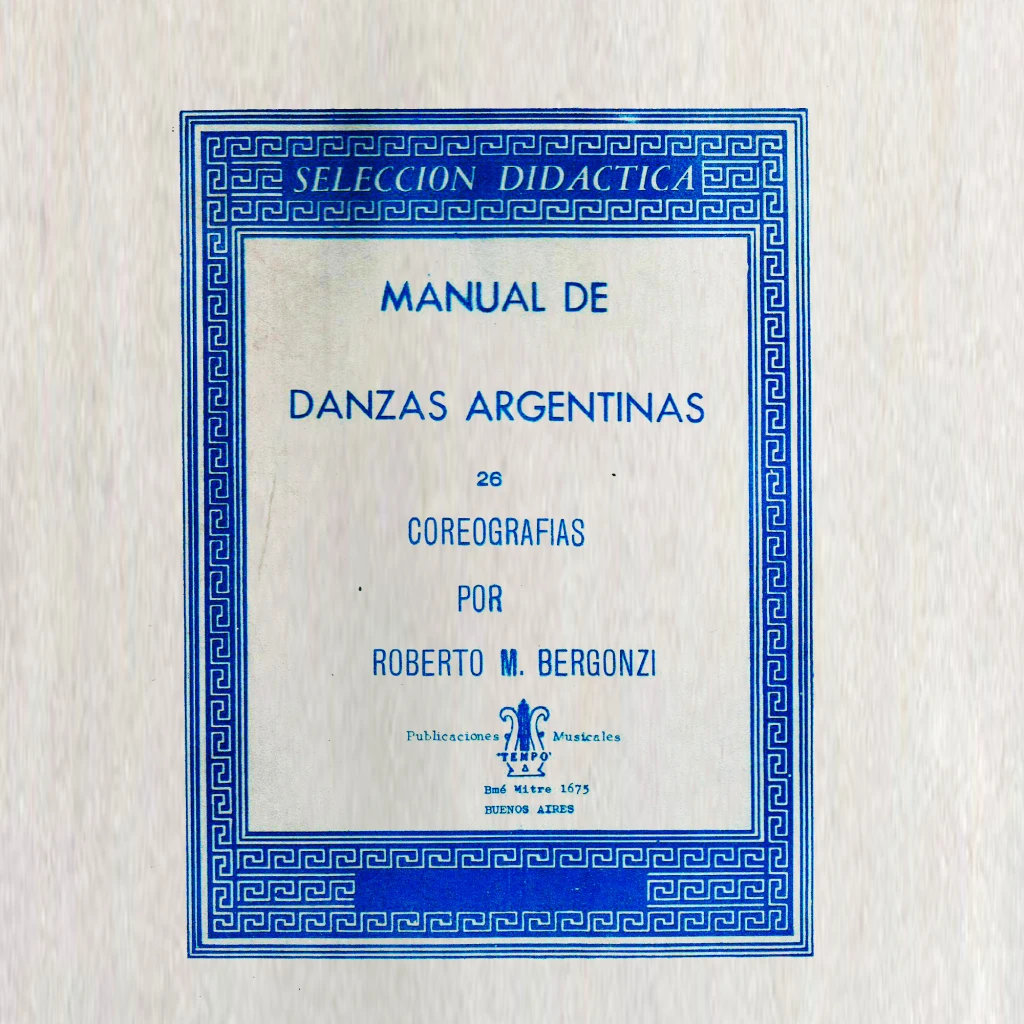 SELECCION DIDACTICA
MANUAL DE
DANZAS ARGENTINAS
26
COREOGRAFIAS
POR
ROBERTO M. BERGONZI
Publicaciones Musicales
"TEMPO"
Bmé Mitre 1675
BUENOS AIRES